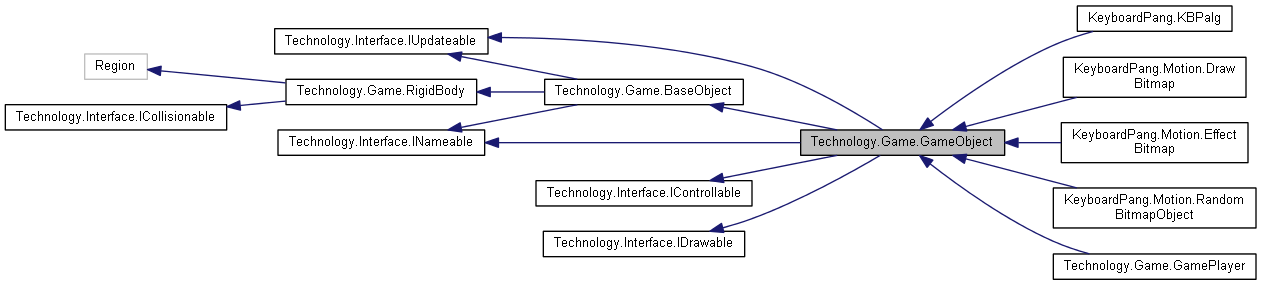 KeyboardPang.KBPalg
Technology.Interface.IUpdateable
Region
KeyboardPang.Motion.Draw
Bitmap
Technology.Game.RigidBody
Technology.Game.BaseObject
Technology.Interface.ICollisionable
Technology.Interface.INameable
Technology.Game.GameObject
KeyboardPang.Motion.Effect
Bitmap
Technology.Interface.IControllable
KeyboardPang.Motion.Random
BitmapObject
Technology.Interface.IDrawable
Technology.Game.GamePlayer